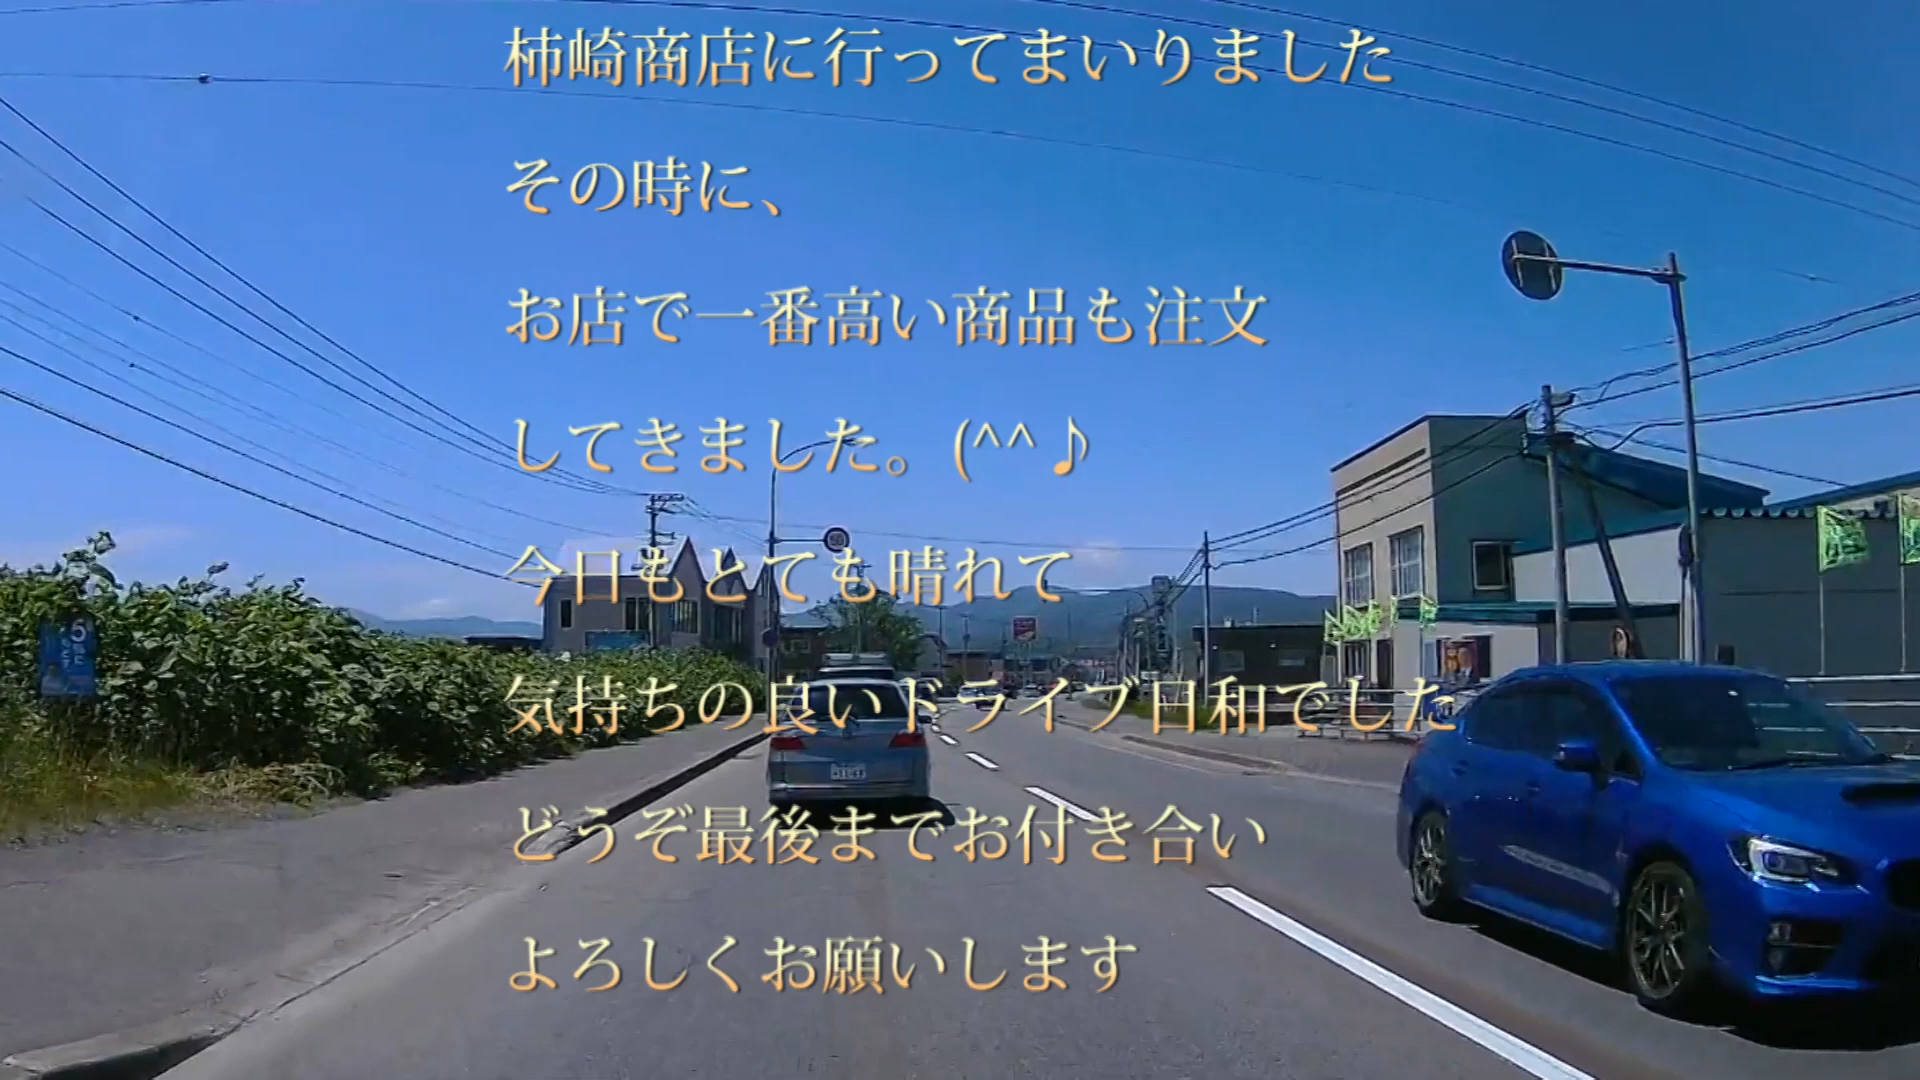 柿崎商店に行ってまいりました
その時に、
お店で一番高い商品も注文
してきました。(^^♪
今日もとても晴れて
気持ちの良いドライブ日和でした
どうぞ最後までお付き合い
よろしくお願いします
50